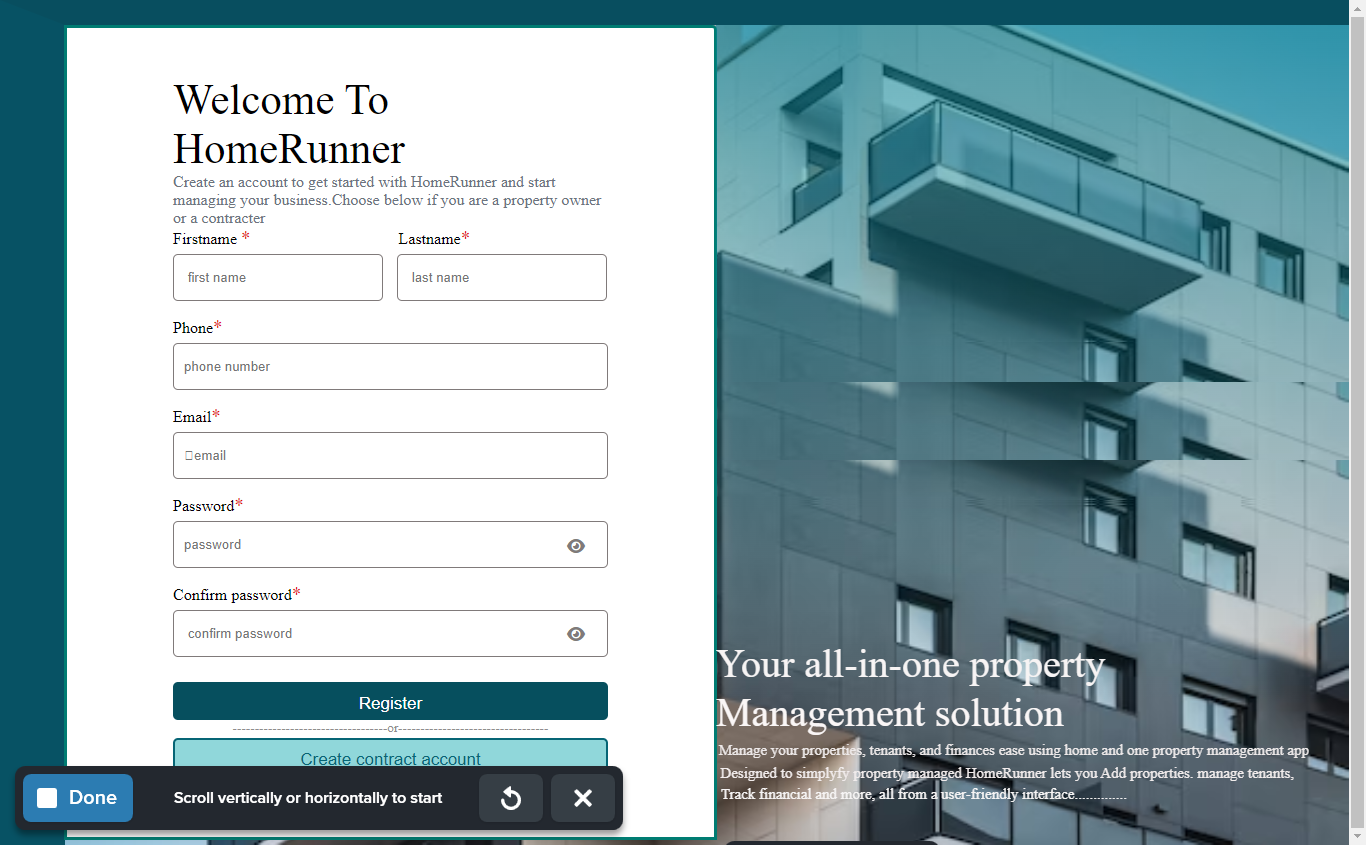 Welcome To
HomeRunner
Create an account to get started with HomeRunner and start
managing your business.Choose below if you are a property owner
or a contracter
Firstname * Lastname*
first name last name
Phone*
phone number
Email*
email
Password*
password
Confirm password*
confirm password
Register
or
Create contract account
Done Scroll vertically or horizontally to start
Your all-in-one property
Management solution
Manage your properties, tenants, and finances ease using home and one property management app
Designed to simplyfy property managed HomeRunner lets you Add properties. manage tenants,
Track financial and more, all from a user-friendly interface..............